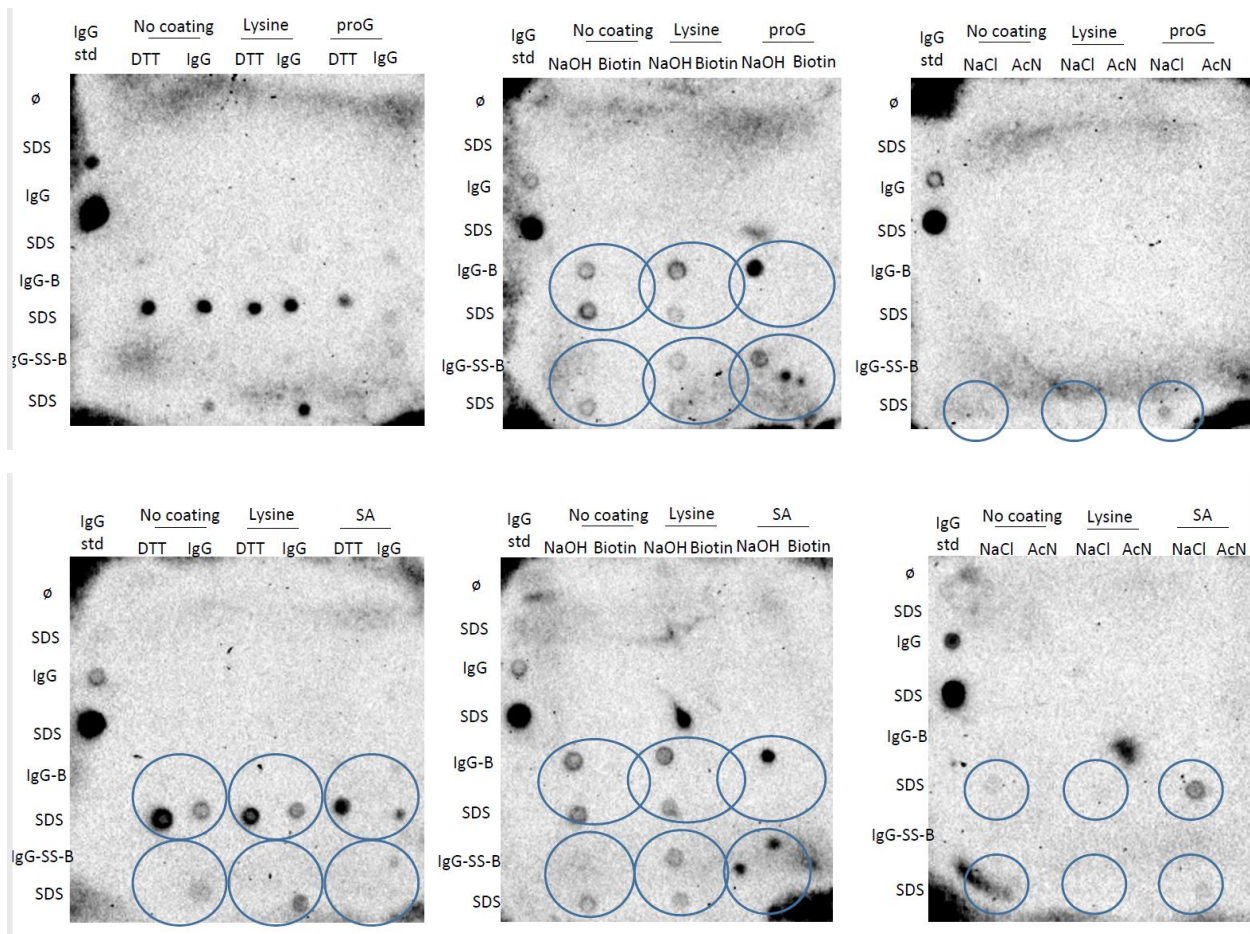 IgG std No coating Lysine proG
DTT IgG DTT IgG DTT IgG
ø
SDS
IgG
SDS
IgG-B
SDS
gG-SS-B
SDS
IgG std No coating Lysine proG
NaOH Biotin NaOH Biotin NaOH Biotin
ø
SDS
IgG
SDS
IgG-B
SDS
IgG-SS-B
SDS
IgG std No coating Lysine proG
NaCl AcN NaCl AcN NaCl AcN
ø
SDS
IgG
SDS
IgG-B
SDS
IgG-SS-B
SDS
IgG std No coating Lysine SA
DTT IgG DTT IgG DTT IgG
ø
SDS
IgG
SDS
IgG-B
SDS
IgG-SS-B
SDS
IgG std No coating Lysine SA
NaOH Biotin NaOH Biotin NaOH Biotin
ø
SDS
IgG
SDS
IgG-B
SDS
IgG-SS-B
SDS
IgG std No coating Lysine SA
NaCl AcN NaCl AcN NaCl AcN
ø
SDS
IgG
SDS
IgG-B
SDS
IgG-SS-B
SDS